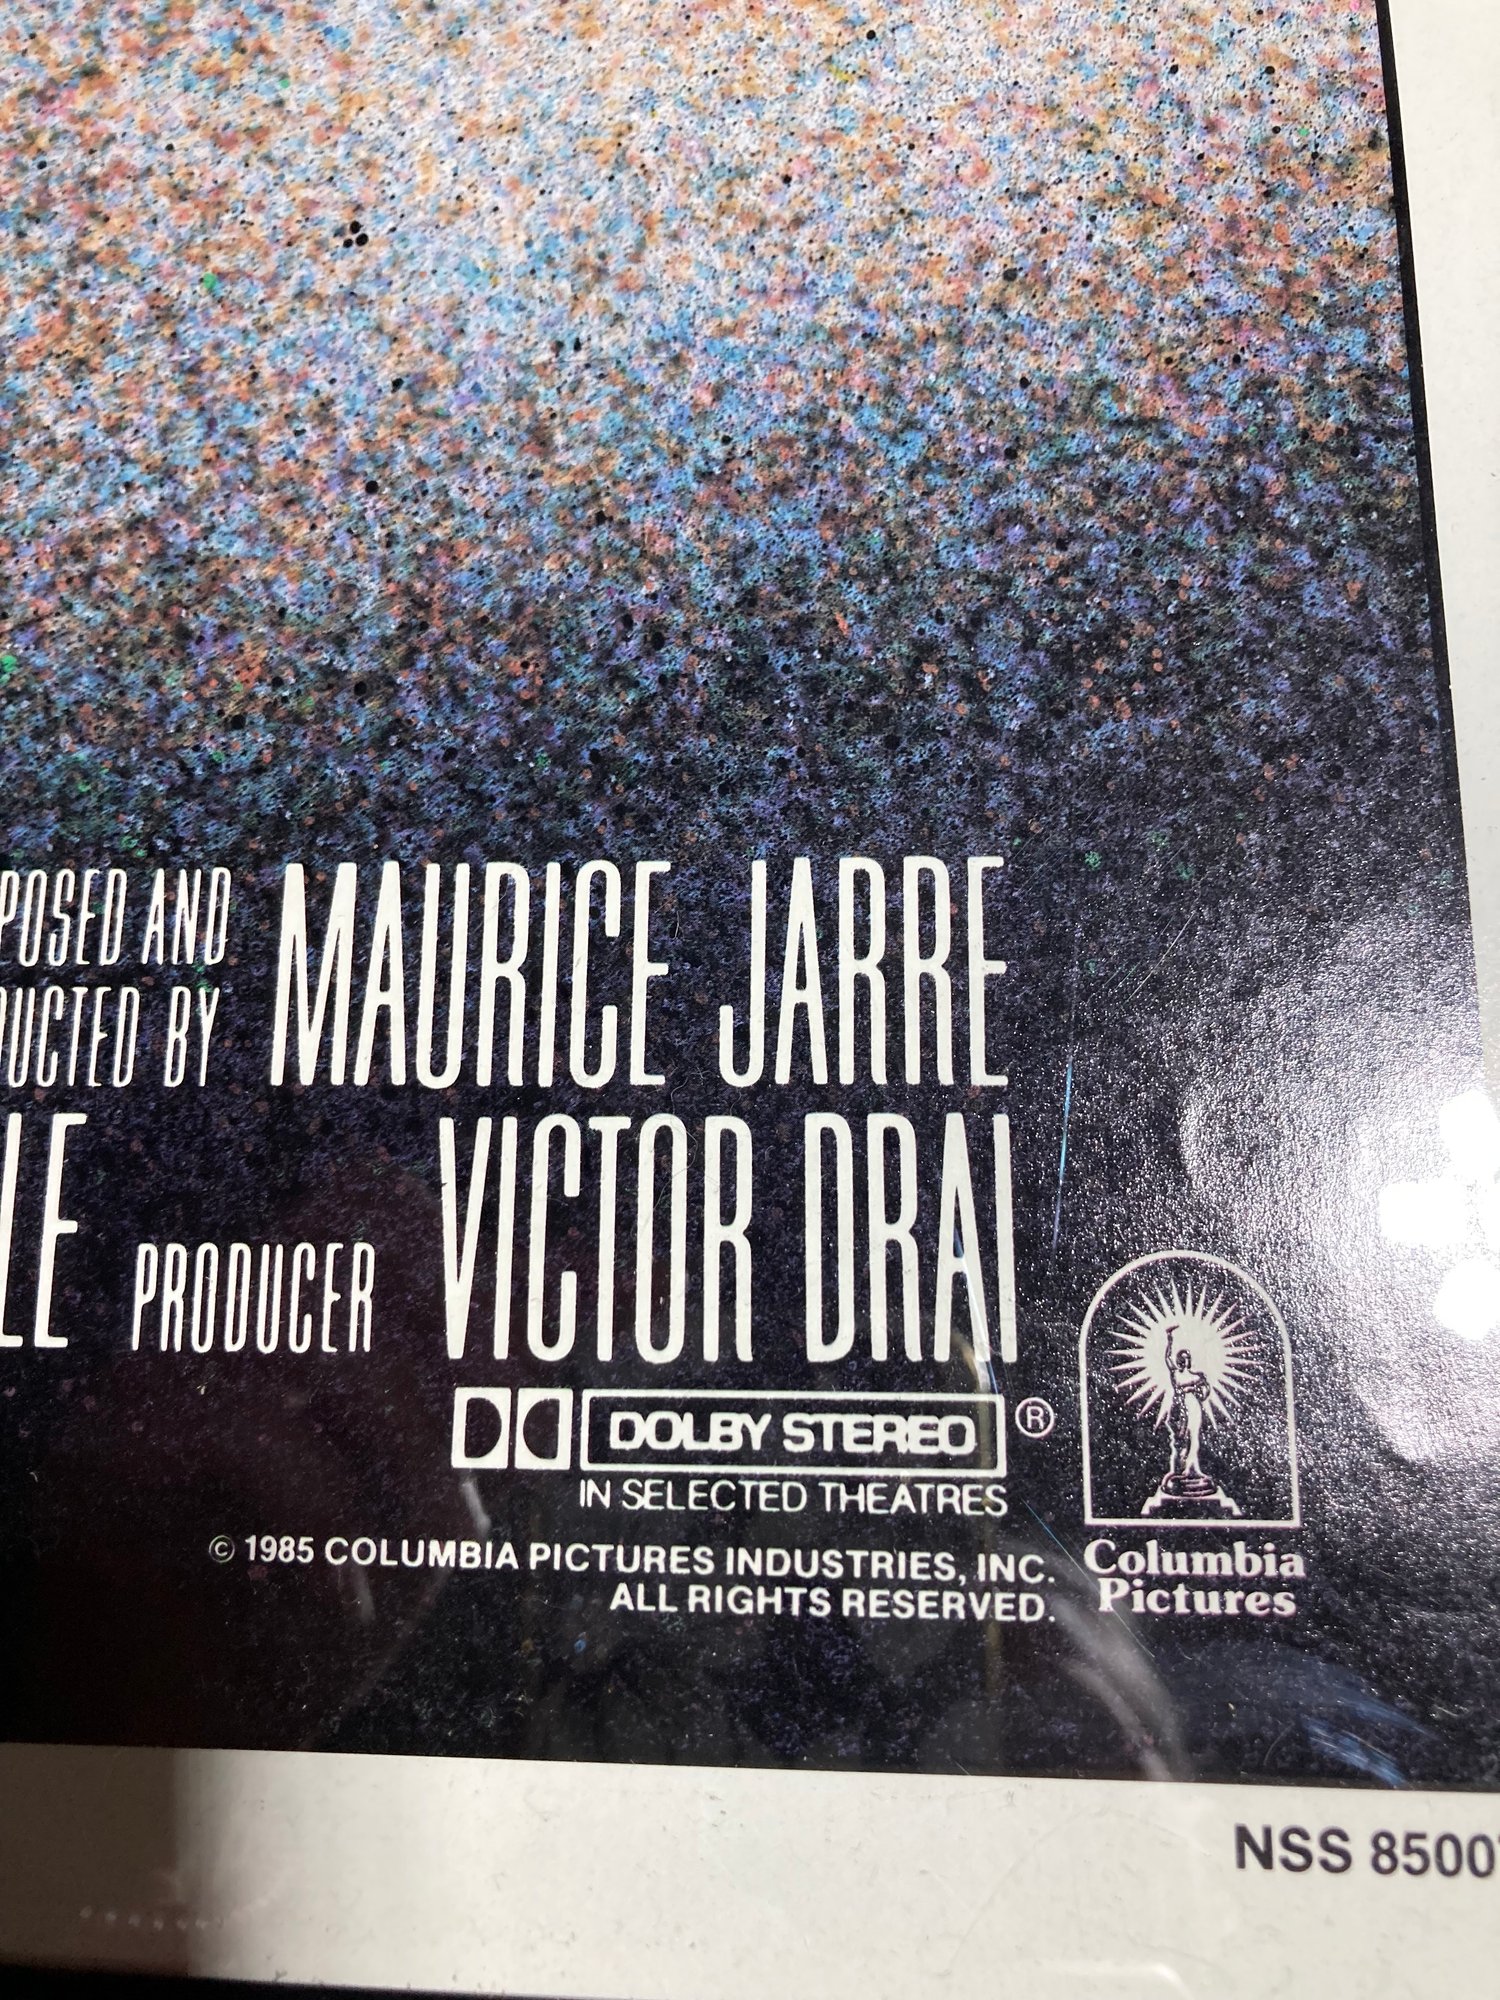 POSED AND MAURICE JARRE
DUCTED BY
LE PRODUCER VICTOR DRAI
DOLBY STEREO ®
IN SELECTED THEATRES
© 1985 COLUMBIA PICTURES INDUSTRIES, INC.
ALL RIGHTS RESERVED.
Columbia
Pictures
NSS 8500